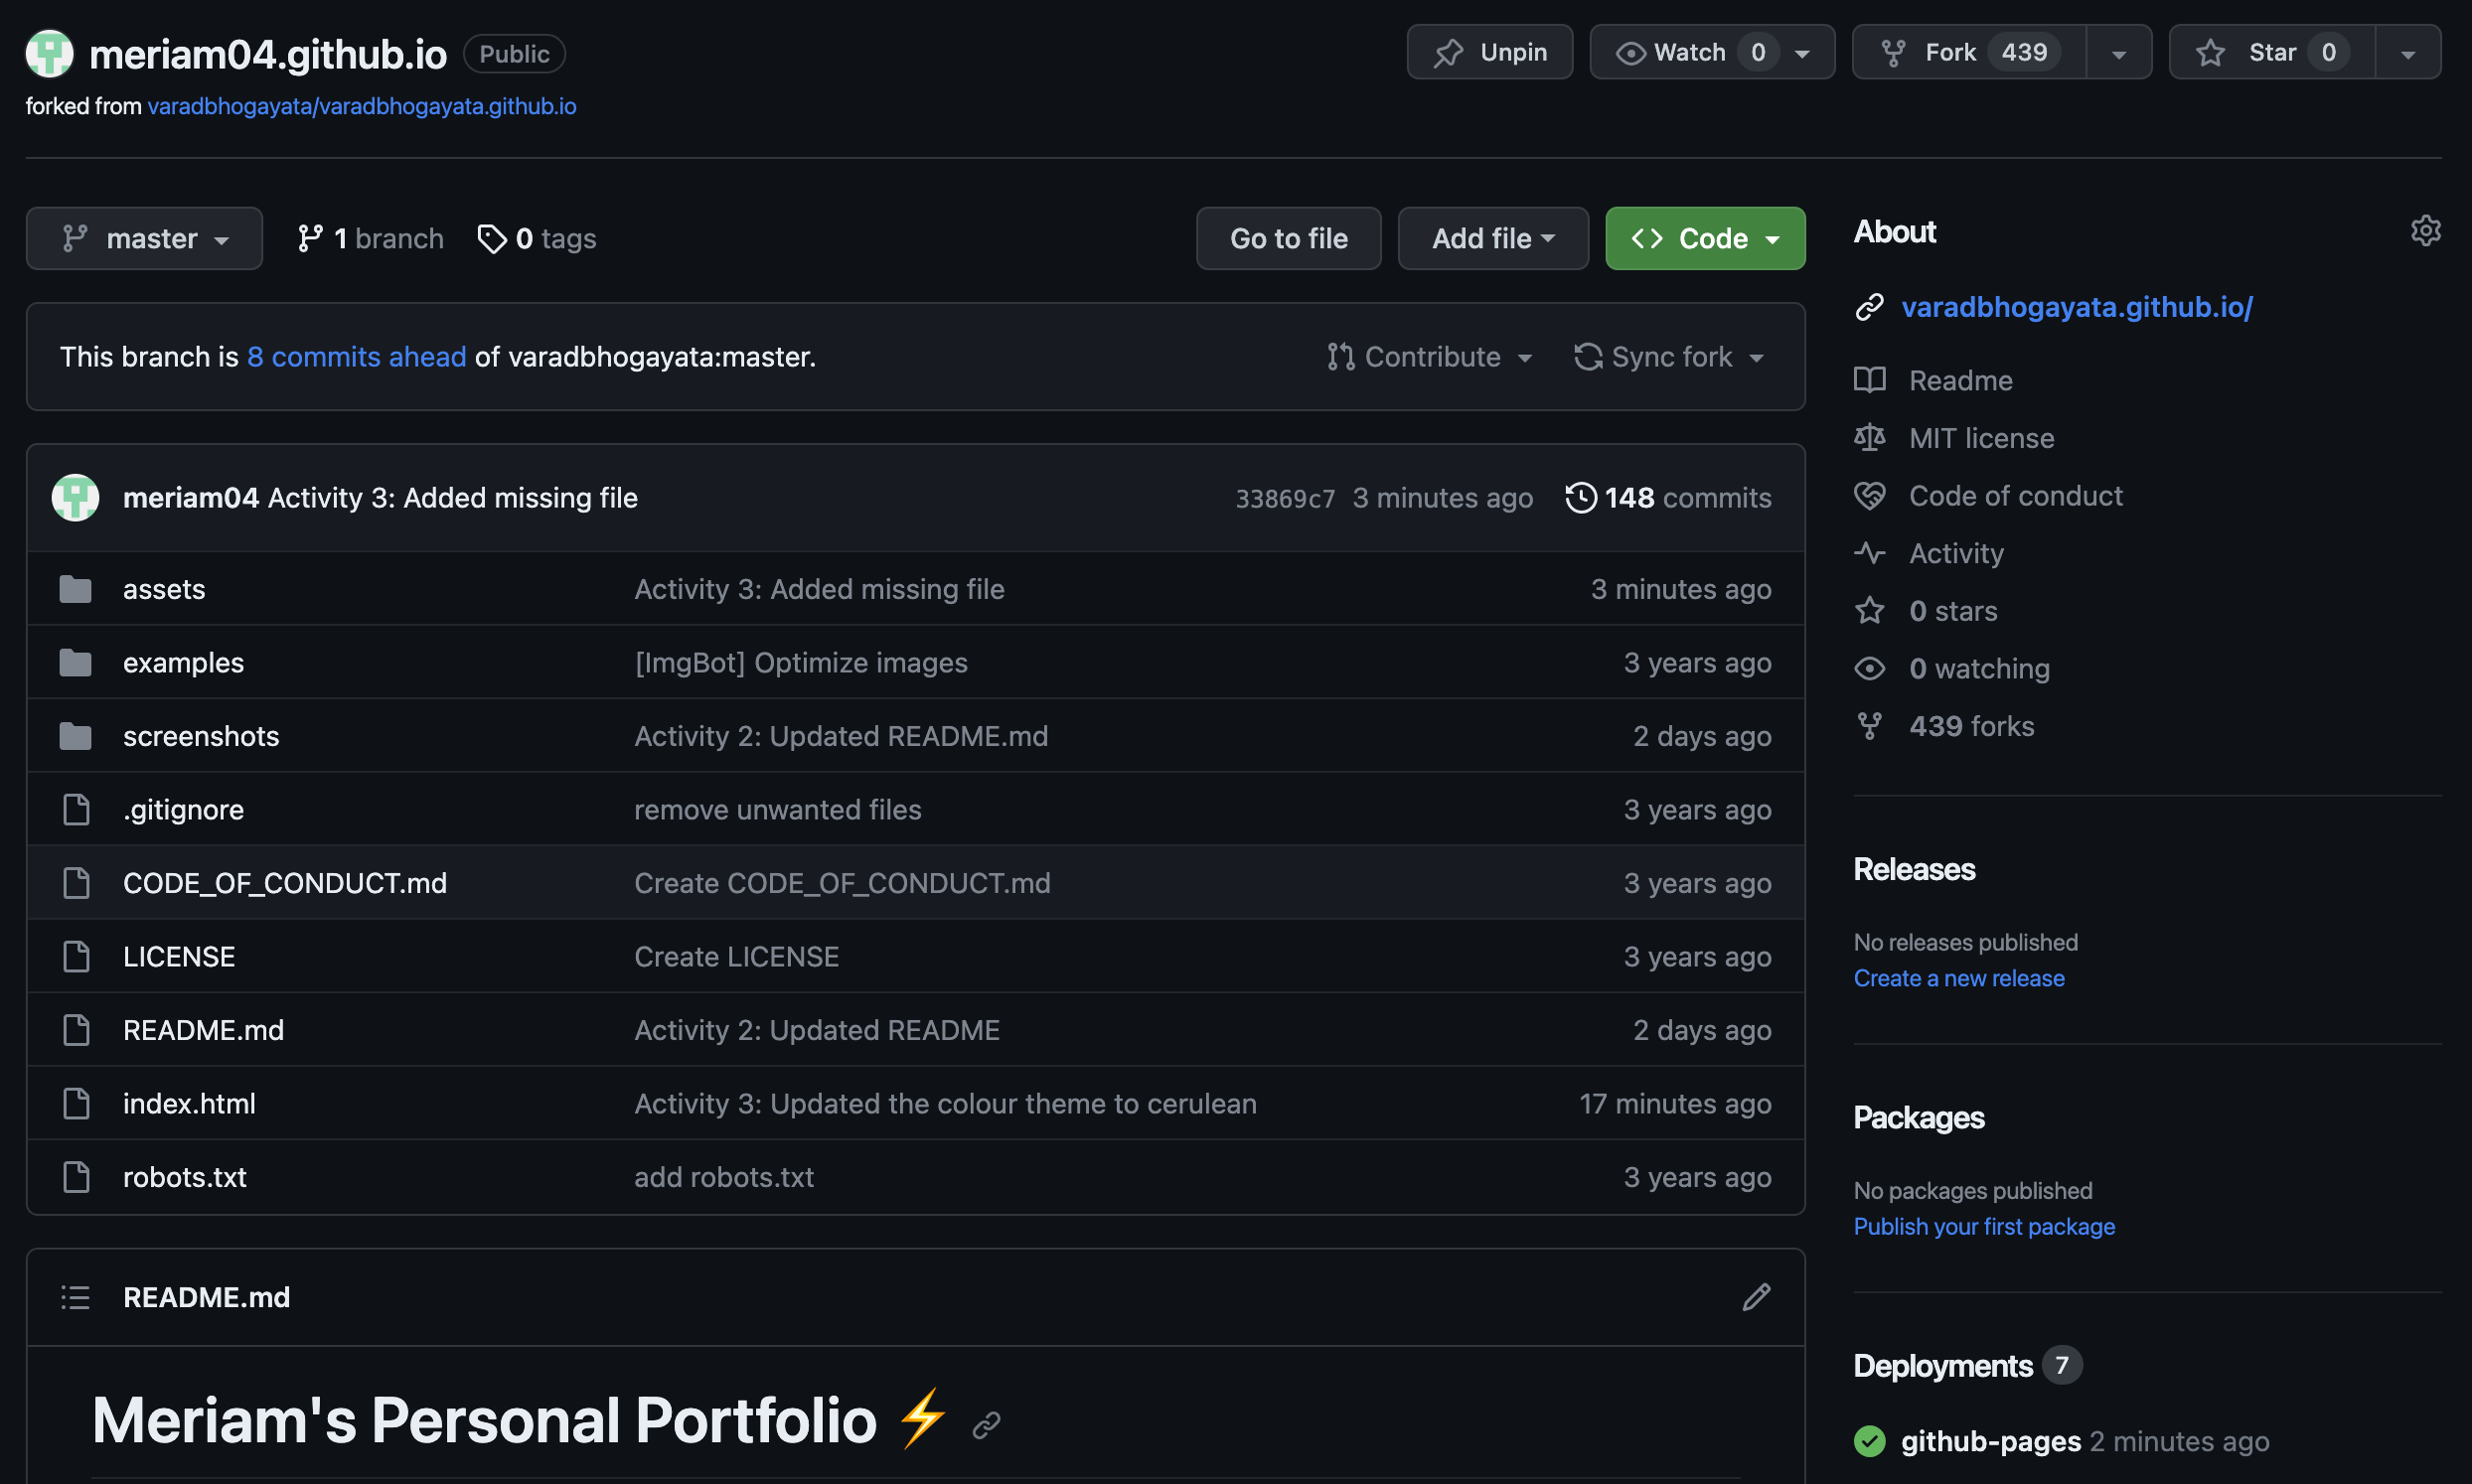 meriam04.github.io Public
Unpin Watch 0 Fork 439 Star 0
forked from varadbhogayata/varadbhogayata.github.io
master 1 branch 0 tags Go to file Add file Code
This branch is 8 commits ahead of varadbhogayata:master. Contribute Sync fork
meriam04 Activity 3: Added missing file 33869c7 3 minutes ago 148 commits
assets Activity 3: Added missing file 3 minutes ago
examples [ImgBot] Optimize images 3 years ago
screenshots Activity 2: Updated README.md 2 days ago
.gitignore remove unwanted files 3 years ago
CODE_OF_CONDUCT.md Create CODE_OF_CONDUCT.md 3 years ago
LICENSE Create LICENSE 3 years ago
README.md Activity 2: Updated README 2 days ago
index.html Activity 3: Updated the colour theme to cerulean 17 minutes ago
robots.txt add robots.txt 3 years ago
README.md
Meriam's Personal Portfolio ⚡
About
varadbhogayata.github.io/
Readme
MIT license
Code of conduct
Activity
0 stars
0 watching
439 forks
Releases
No releases published
Create a new release
Packages
No packages published
Publish your first package
Deployments 7
github-pages 2 minutes ago